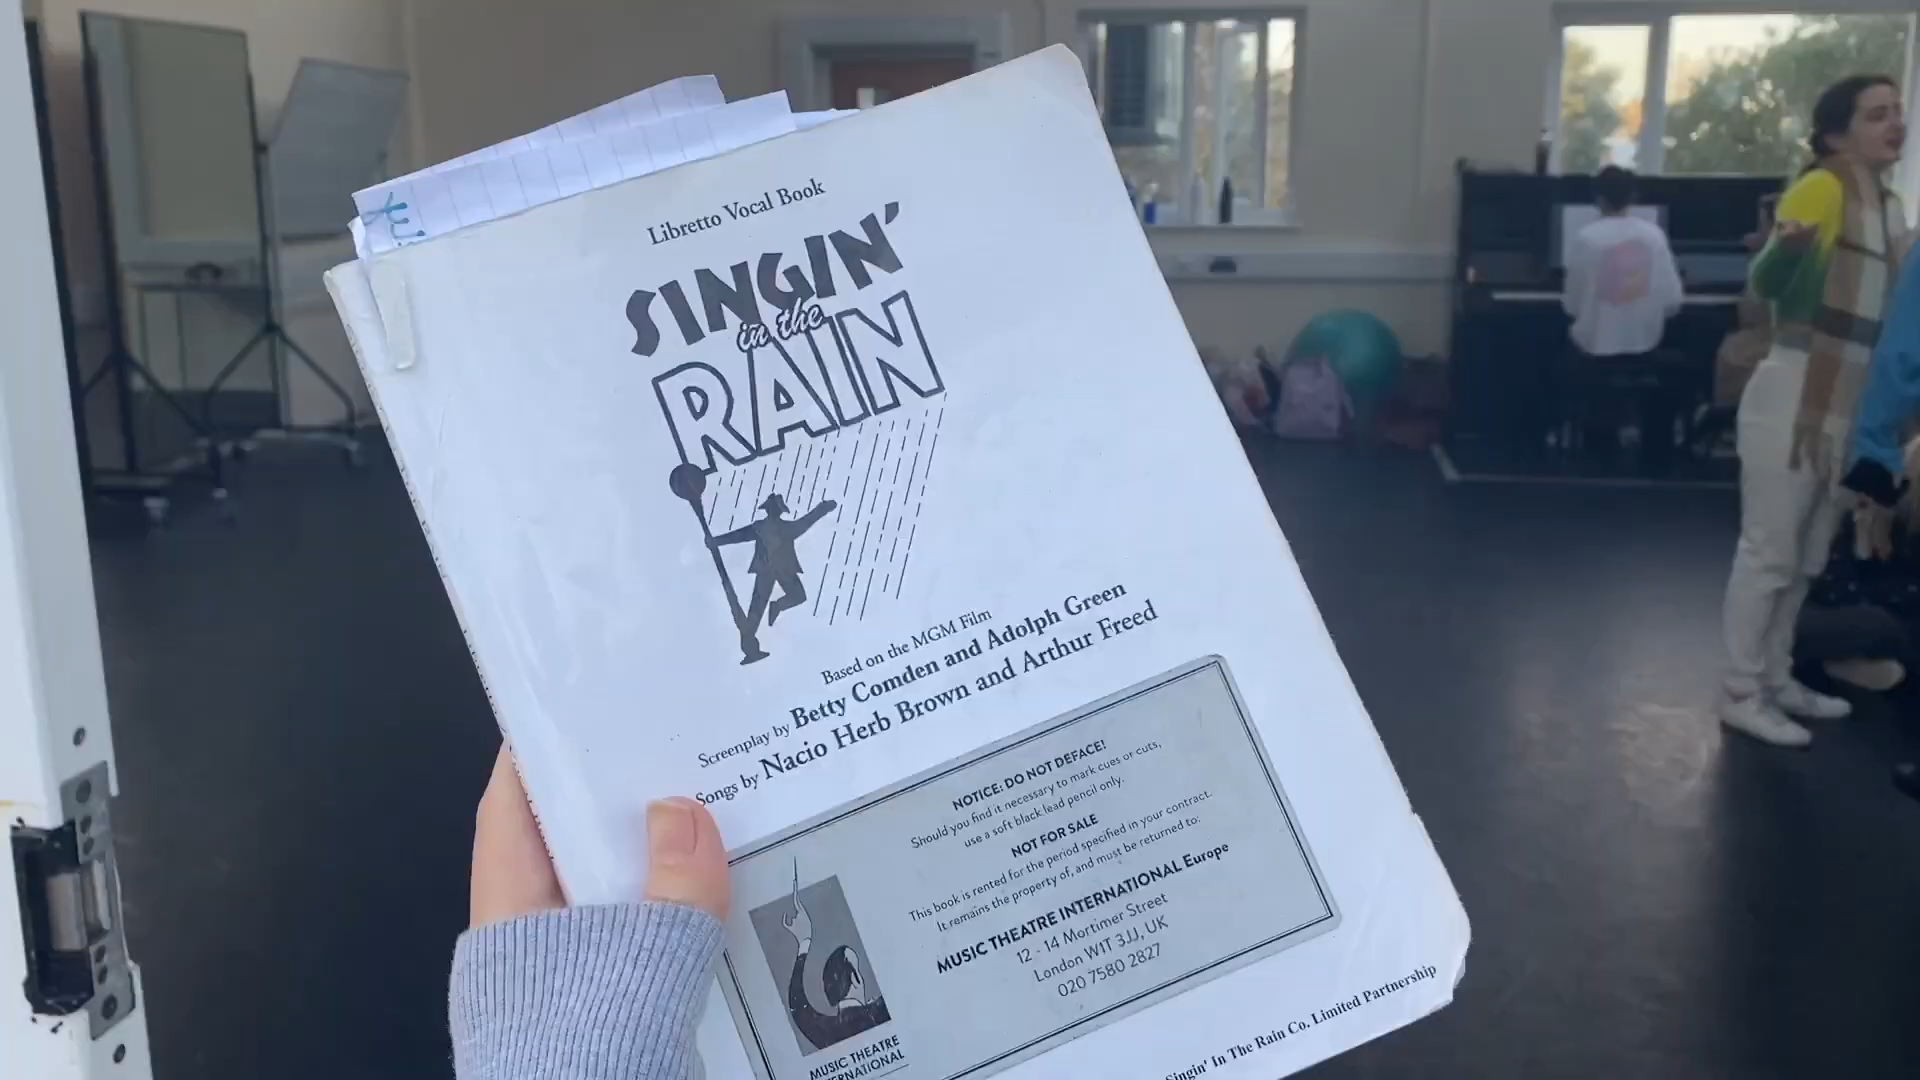 Libretto Vocal Book
SINGIN'
in the
RAIN
Based on the MGM Film
Screenplay by Betty Comden and Adolph Green
Songs by Nacio Herb Brown and Arthur Freed
NOTICE: DO NOT DEFACE!
Should you find it necessary to mark cues or cuts,
use a soft black lead pencil only.
NOT FOR SALE
This book is rented for the period specified in your contract.
It remains the property of, and must be returned to:
MUSIC THEATRE INTERNATIONAL Europe
12 - 14 Mortimer Street
London W1T 3JJ, UK
020 7580 2827
MUSIC THEATRE
INTERNATIONAL
Singin' In The Rain Co. Limited Partnership